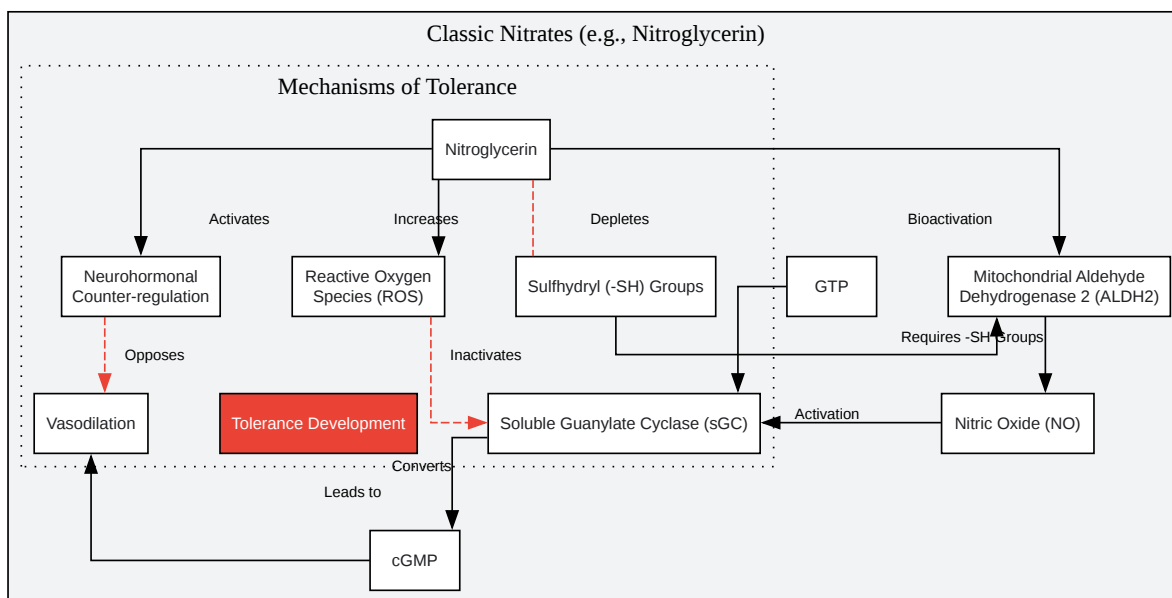 Classic Nitrates (e.g., Nitroglycerin)
Mechanisms of Tolerance
Nitroglycerin
Activates
Increases
Depletes
Bioactivation
Neurohormonal
Counter-regulation
Reactive Oxygen
Species (ROS)
Sulfhydryl (-SH) Groups
GTP
Mitochondrial Aldehyde
Dehydrogenase 2 (ALDH2)
Opposes
Inactivates
Requires -SH Groups
Vasodilation
Tolerance Development
Soluble Guanylate Cyclase (sGC)
Activation
Nitric Oxide (NO)
Converts
Leads to
cGMP